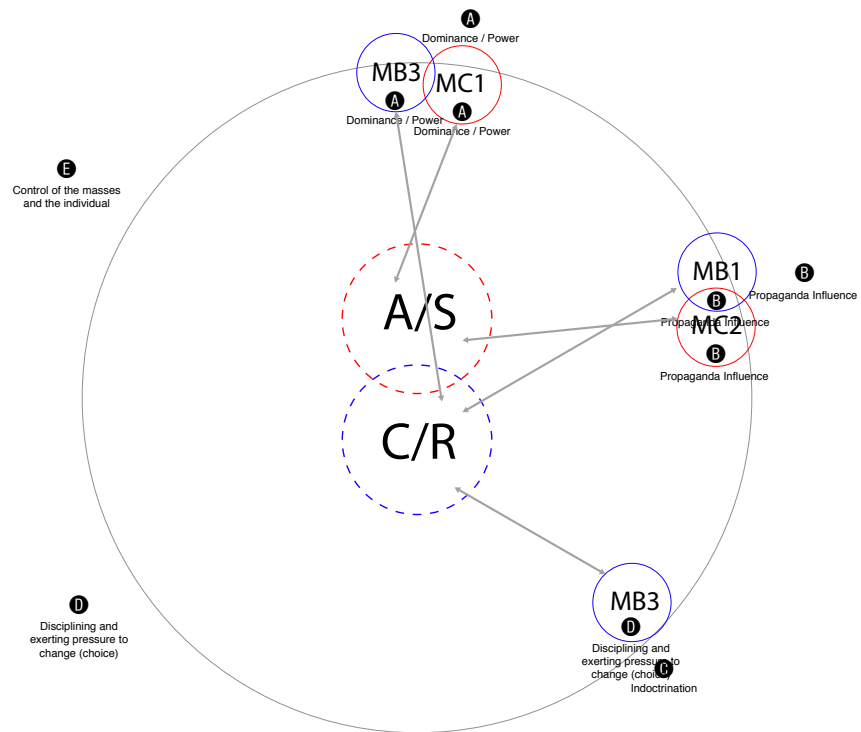 A
Dominance / Power
MB3
A
Dominance / Power
MC1
A
Dominance / Power
E
Control of the masses
and the individual
A/S
MB1
B
Propaganda Influence
B
Propaganda Influence
MC2
B
Propaganda Influence
C/R
MB3
D
Disciplining and
exerting pressure to
change (choice)
C
Indoctrination
D
Disciplining and
exerting pressure to
change (choice)